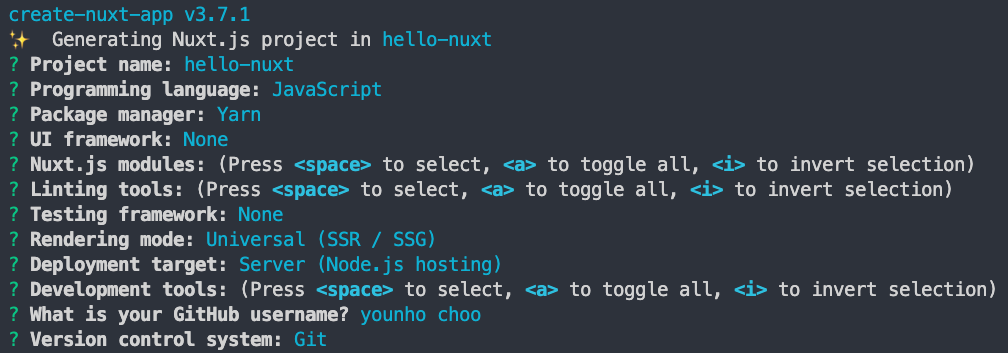 create-nuxt-app v3.7.1
✨ Generating Nuxt.js project in hello-nuxt
? Project name: hello-nuxt
? Programming language: JavaScript
? Package manager: Yarn
? UI framework: None
? Nuxt.js modules: (Press <space> to select, <a> to toggle all, <i> to invert selection)
? Linting tools: (Press <space> to select, <a> to toggle all, <i> to invert selection)
? Testing framework: None
? Rendering mode: Universal (SSR / SSG)
? Deployment target: Server (Node.js hosting)
? Development tools: (Press <space> to select, <a> to toggle all, <i> to invert selection)
? What is your GitHub username? younho choo
? Version control system: Git